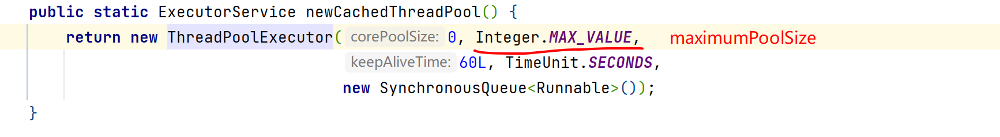 public static ExecutorService newCachedThreadPool() {
return new ThreadPoolExecutor( corePoolSize: 0, Integer.MAX_VALUE, maximumPoolSize
keepAliveTime: 60L, TimeUnit.SECONDS,
new SynchronousQueue<Runnable>());
}